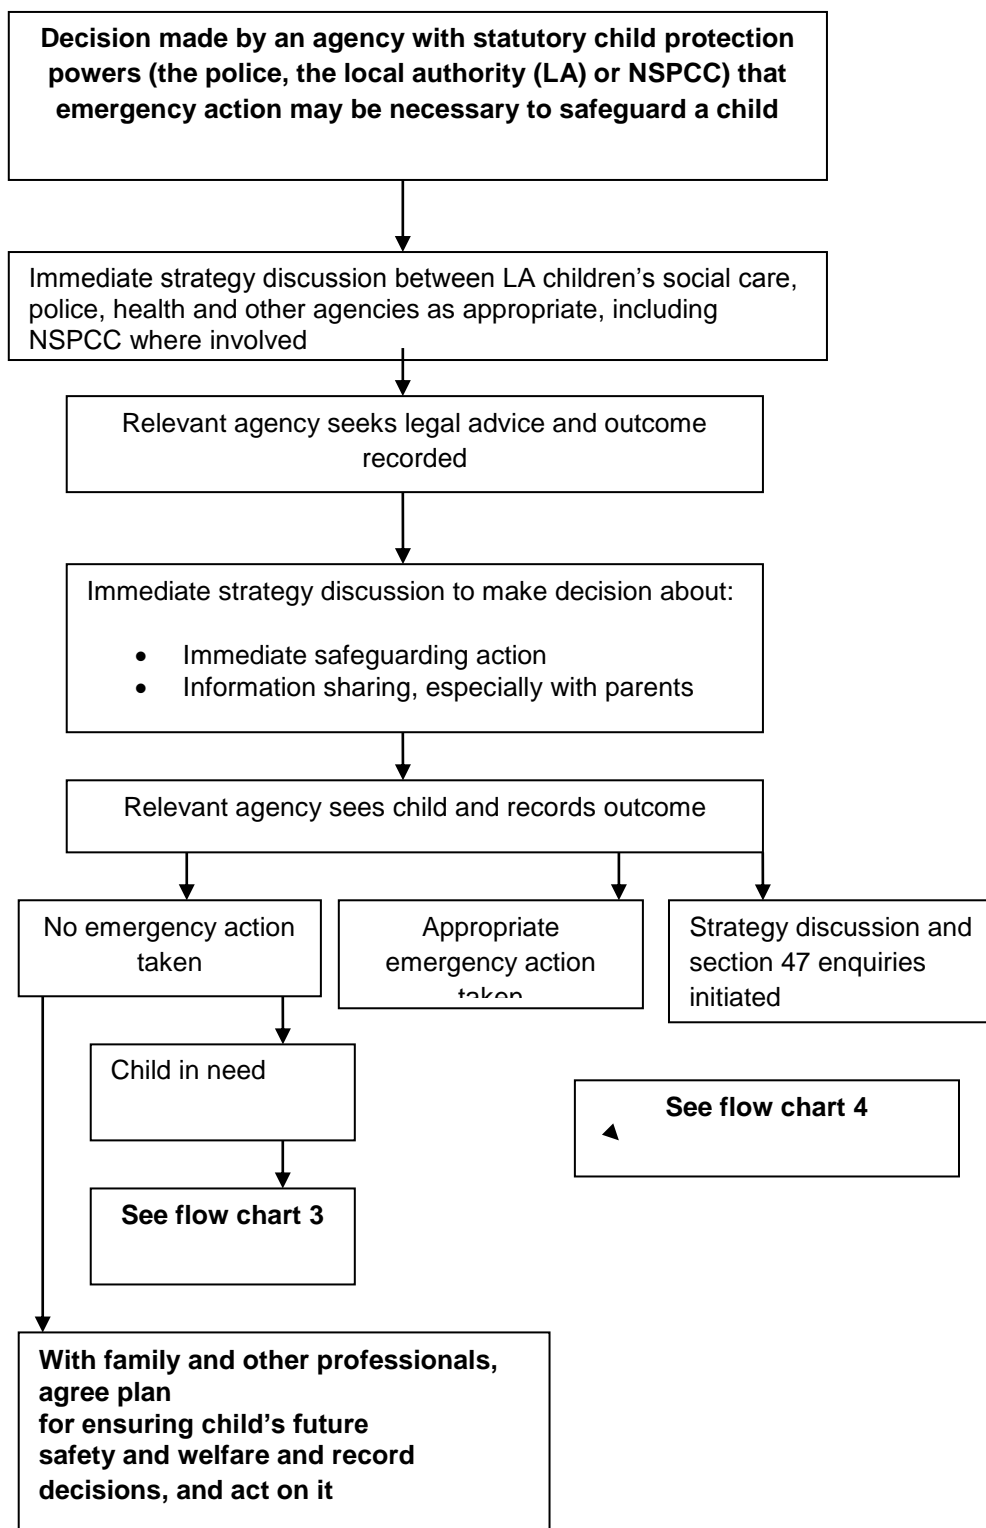 Decision made by an agency with statutory child protection
powers (the police, the local authority (LA) or NSPCC) that
emergency action may be necessary to safeguard a child
Immediate strategy discussion between LA children’s social care,
police, health and other agencies as appropriate, including
NSPCC where involved
Relevant agency seeks legal advice and outcome
recorded
Immediate strategy discussion to make decision about:
• Immediate safeguarding action
• Information sharing, especially with parents
Relevant agency sees child and records outcome
No emergency action
taken
Appropriate
emergency action
taken
Strategy discussion and
section 47 enquiries
initiated
Child in need
See flow chart 4
See flow chart 3
With family and other professionals,
agree plan
for ensuring child’s future
safety and welfare and record
decisions, and act on it